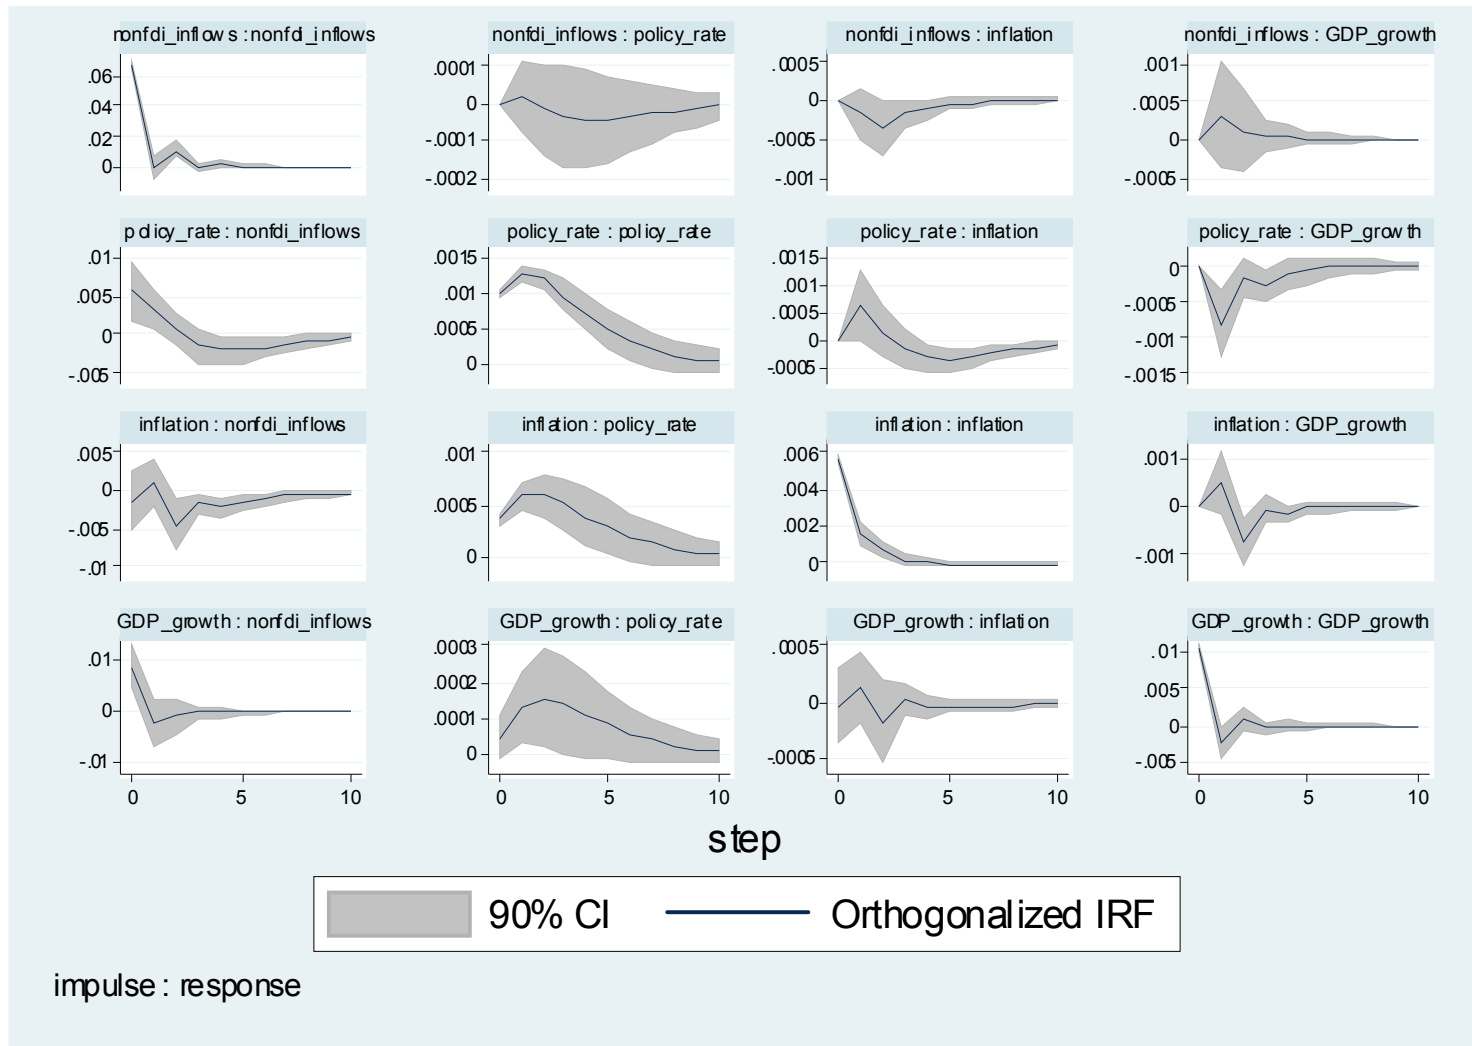 nonfdi_inflows : nonfdi_inflows
nonfdi_inflows : policy_rate
nonfdi_inflows : inflation
nonfdi_inflows : GDP_growth
.06
.04
.02
0
.0001
0
-.0001
-.0002
.0005
0
-.0005
-.001
.001
.0005
0
-.0005
policy_rate : nonfdi_inflows
policy_rate : policy_rate
policy_rate : inflation
policy_rate : GDP_growth
.01
.005
0
-.005
.0015
.001
.0005
0
.0015
.001
.0005
0
-.0005
0
-.0005
-.001
-.0015
inflation : nonfdi_inflows
inflation : policy_rate
inflation : inflation
inflation : GDP_growth
.005
0
-.005
-.01
.001
.0005
0
.006
.004
.002
0
.001
0
-.001
GDP_growth : nonfdi_inflows
GDP_growth : policy_rate
GDP_growth : inflation
GDP_growth : GDP_growth
.01
0
-.01
.0003
.0002
.0001
0
.0005
0
-.0005
.01
.005
0
-.005
0 5 10
0 5 10
0 5 10
0 5 10
step
90% CI
Orthogonalized IRF
impulse : response